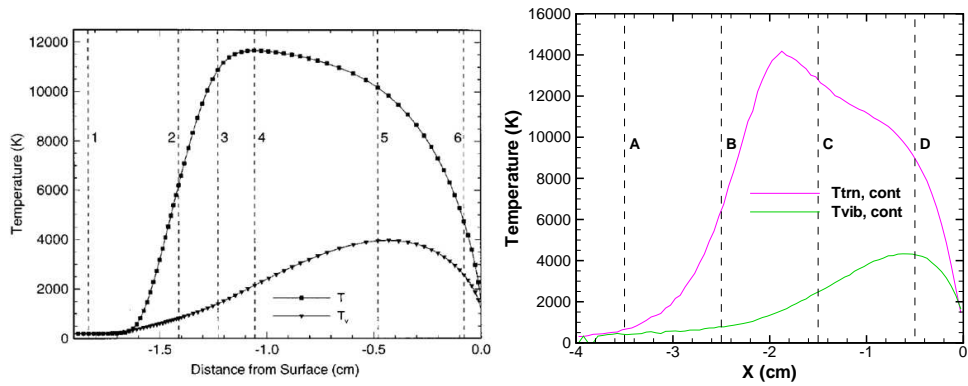 12000
10000
8000
6000
4000
2000
0
Temperature (K)
1
2
3
4
5
6
T
Tᵥ
-1.5
-1.0
-0.5
0.0
Distance from Surface (cm)
16000
14000
12000
10000
8000
6000
4000
2000
0
Temperature (K)
A
B
C
D
Ttrn, cont
Tvib, cont
-4
-3
-2
-1
0
X (cm)